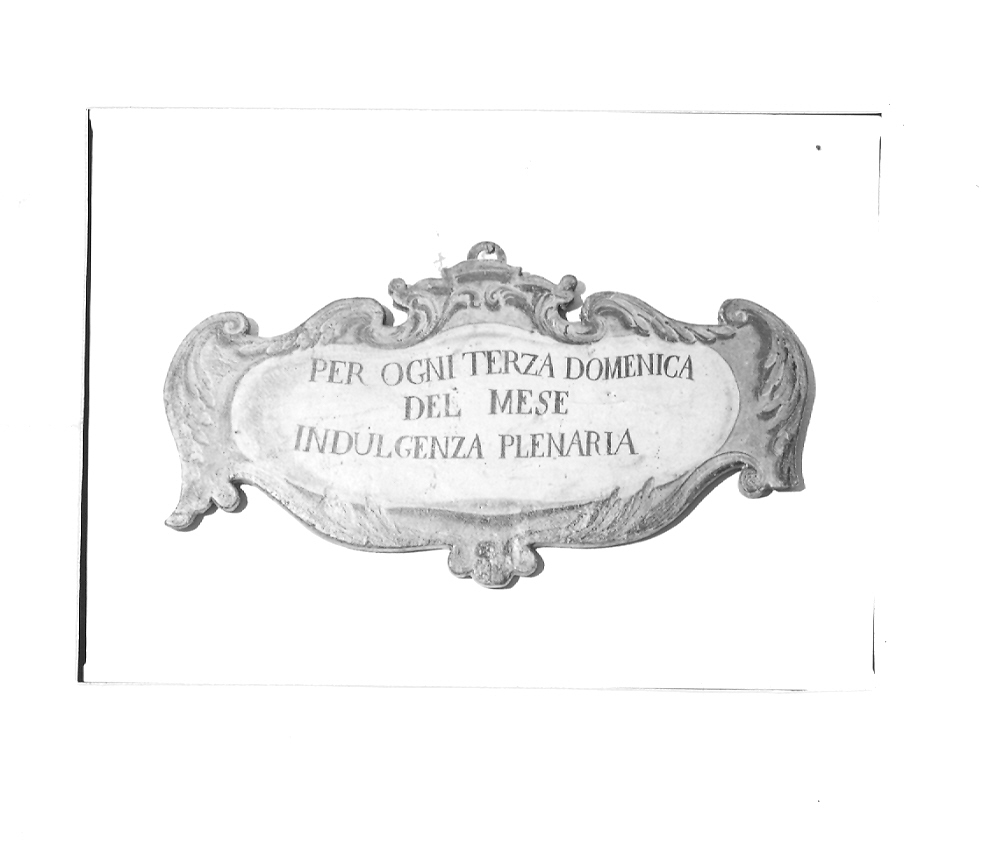 PER OGNI TERZA DOMENICA
DEL MESE
INDULGENZA PLENARIA